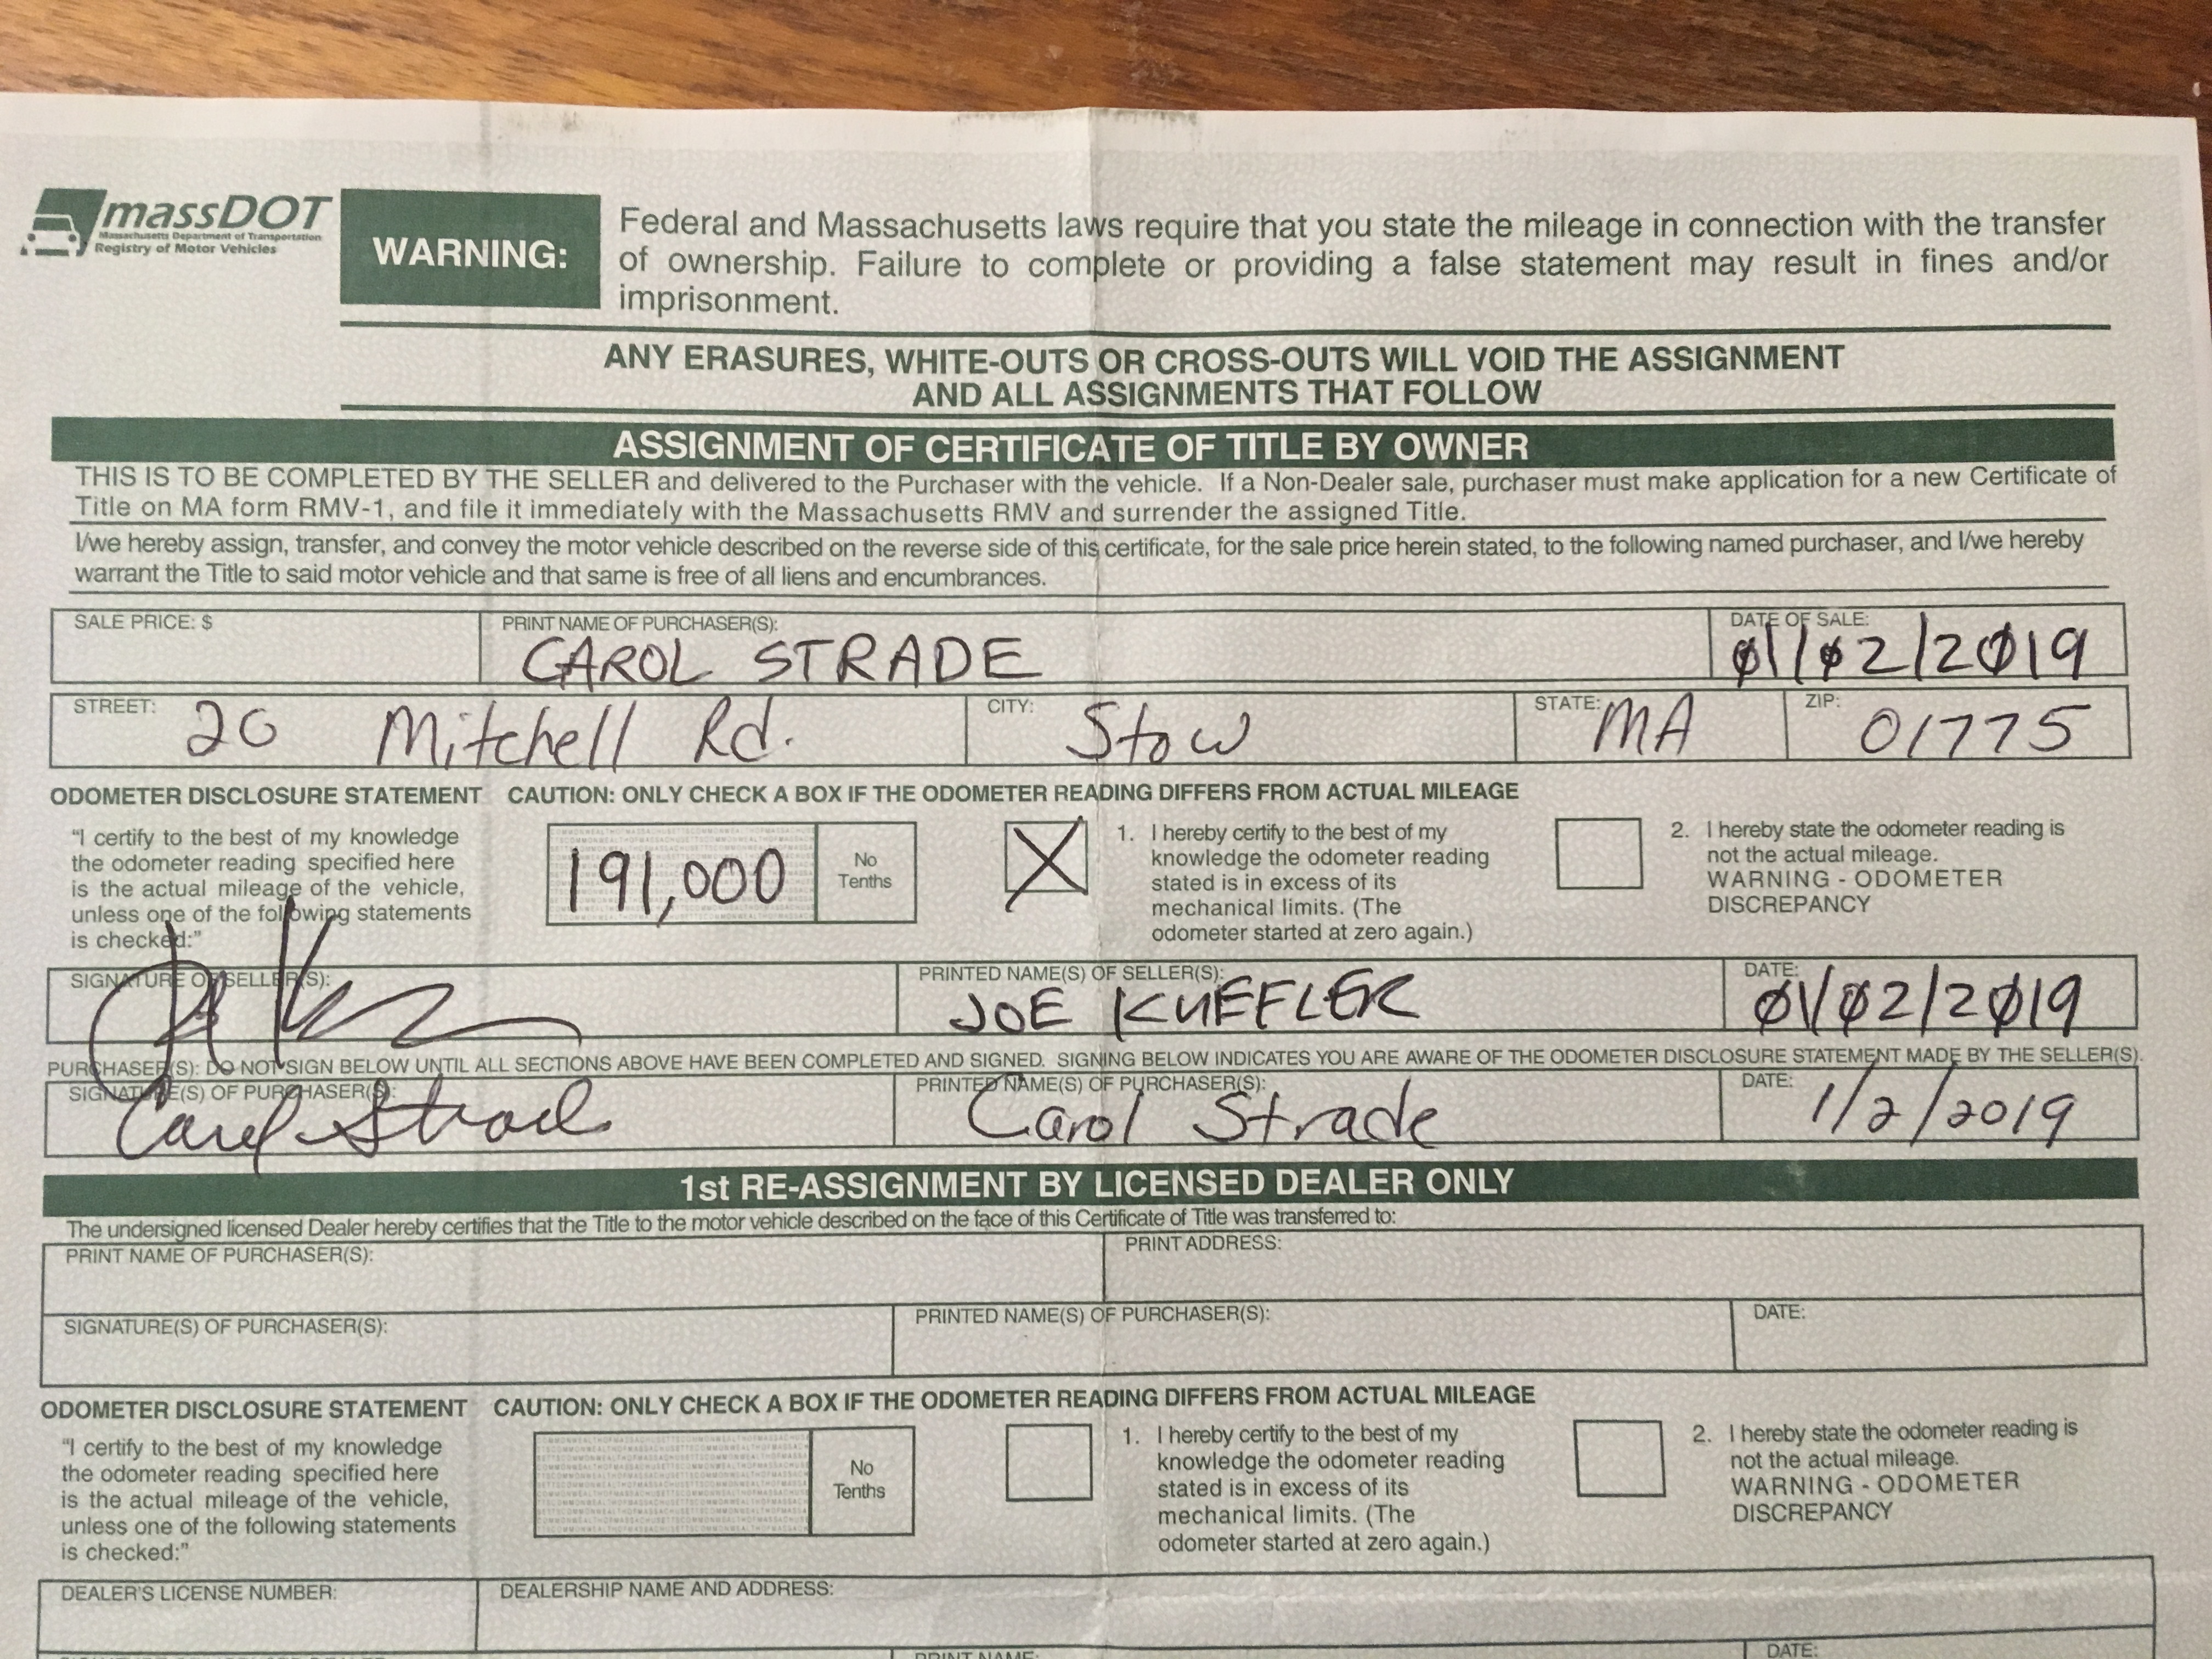 massDOT
Massachusetts Department of Transportation
Registry of Motor Vehicles
WARNING:
Federal and Massachusetts laws require that you state the mileage in connection with the transfer
of ownership. Failure to complete or providing a false statement may result in fines and/or
imprisonment.
ANY ERASURES, WHITE-OUTS OR CROSS-OUTS WILL VOID THE ASSIGNMENT
AND ALL ASSIGNMENTS THAT FOLLOW
ASSIGNMENT OF CERTIFICATE OF TITLE BY OWNER
THIS IS TO BE COMPLETED BY THE SELLER and delivered to the Purchaser with the vehicle. If a Non-Dealer sale, purchaser must make application for a new Certificate of
Title on MA form RMV-1, and file it immediately with the Massachusetts RMV and surrender the assigned Title.
I/we hereby assign, transfer, and convey the motor vehicle described on the reverse side of this certificate, for the sale price herein stated, to the following named purchaser, and I/we hereby
warrant the Title to said motor vehicle and that same is free of all liens and encumbrances.
SALE PRICE: $ PRINT NAME OF PURCHASER(S): DATE OF SALE:
CAROL STRADE 01/02/2019
STREET: 20 Mitchell Rd. CITY: Stow STATE: MA ZIP: 01775
ODOMETER DISCLOSURE STATEMENT CAUTION: ONLY CHECK A BOX IF THE ODOMETER READING DIFFERS FROM ACTUAL MILEAGE
"I certify to the best of my knowledge
the odometer reading specified here
is the actual mileage of the vehicle,
unless one of the following statements
is checked:"
191,000
No
Tenths
X
1. I hereby certify to the best of my
knowledge the odometer reading
stated is in excess of its
mechanical limits. (The
odometer started at zero again.)
2. I hereby state the odometer reading is
not the actual mileage.
WARNING - ODOMETER
DISCREPANCY
SIGNATURE OF SELLER(S): PRINTED NAME(S) OF SELLER(S): DATE:
JOE KUEFLER 01/02/2019
PURCHASER(S): DO NOT SIGN BELOW UNTIL ALL SECTIONS ABOVE HAVE BEEN COMPLETED AND SIGNED. SIGNING BELOW INDICATES YOU ARE AWARE OF THE ODOMETER DISCLOSURE STATEMENT MADE BY THE SELLER(S).
SIGNATURE(S) OF PURCHASER(S): PRINTED NAME(S) OF PURCHASER(S): DATE:
Carol Strade Carol Strade 1/2/2019
1st RE-ASSIGNMENT BY LICENSED DEALER ONLY
The undersigned licensed Dealer hereby certifies that the Title to the motor vehicle described on the face of this Certificate of Title was transferred to:
PRINT NAME OF PURCHASER(S): PRINT ADDRESS:
SIGNATURE(S) OF PURCHASER(S): PRINTED NAME(S) OF PURCHASER(S): DATE:
ODOMETER DISCLOSURE STATEMENT CAUTION: ONLY CHECK A BOX IF THE ODOMETER READING DIFFERS FROM ACTUAL MILEAGE
"I certify to the best of my knowledge
the odometer reading specified here
is the actual mileage of the vehicle,
unless one of the following statements
is checked:"
No
Tenths
1. I hereby certify to the best of my
knowledge the odometer reading
stated is in excess of its
mechanical limits. (The
odometer started at zero again.)
2. I hereby state the odometer reading is
not the actual mileage.
WARNING - ODOMETER
DISCREPANCY
DEALER'S LICENSE NUMBER: DEALERSHIP NAME AND ADDRESS:
PRINT NAME: DATE: